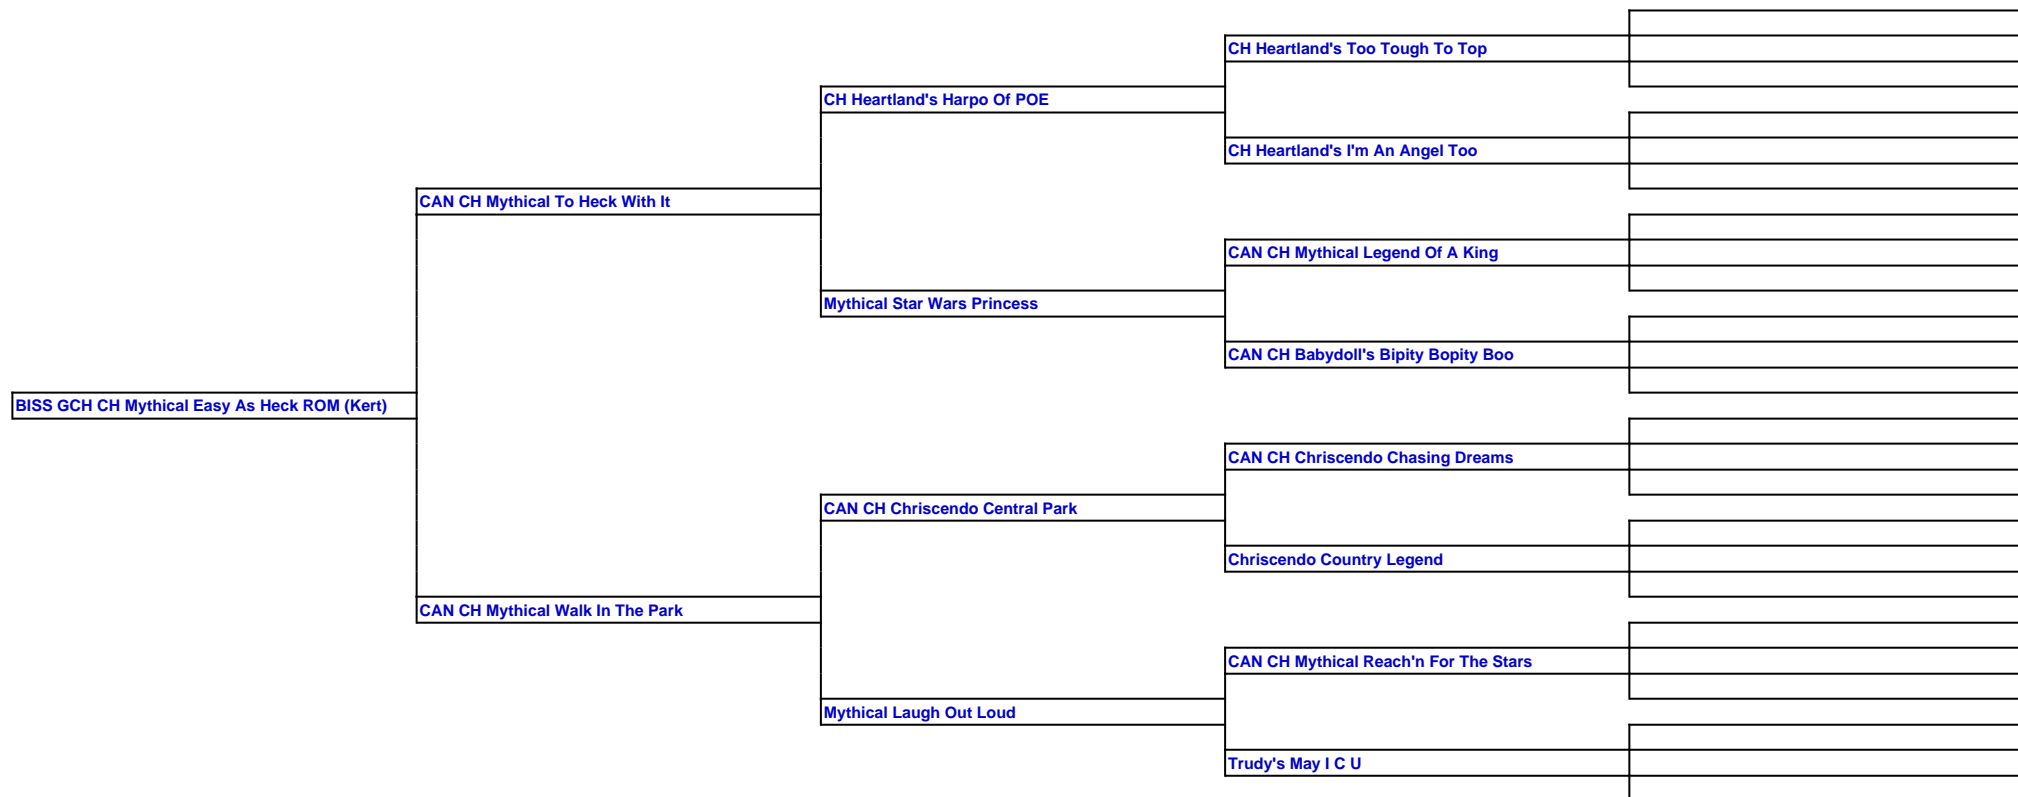 CH Heartland's Too Tough To Top
CH Heartland's Harpo Of POE
CH Heartland's I'm An Angel Too
CAN CH Mythical To Heck With It
CAN CH Mythical Legend Of A King
Mythical Star Wars Princess
CAN CH Babydoll's Bipity Bopity Boo
BISS GCH CH Mythical Easy As Heck ROM (Kert)
CAN CH Chriscendo Chasing Dreams
CAN CH Chriscendo Central Park
Chriscendo Country Legend
CAN CH Mythical Walk In The Park
CAN CH Mythical Reach'n For The Stars
Mythical Laugh Out Loud
Trudy's May I C U